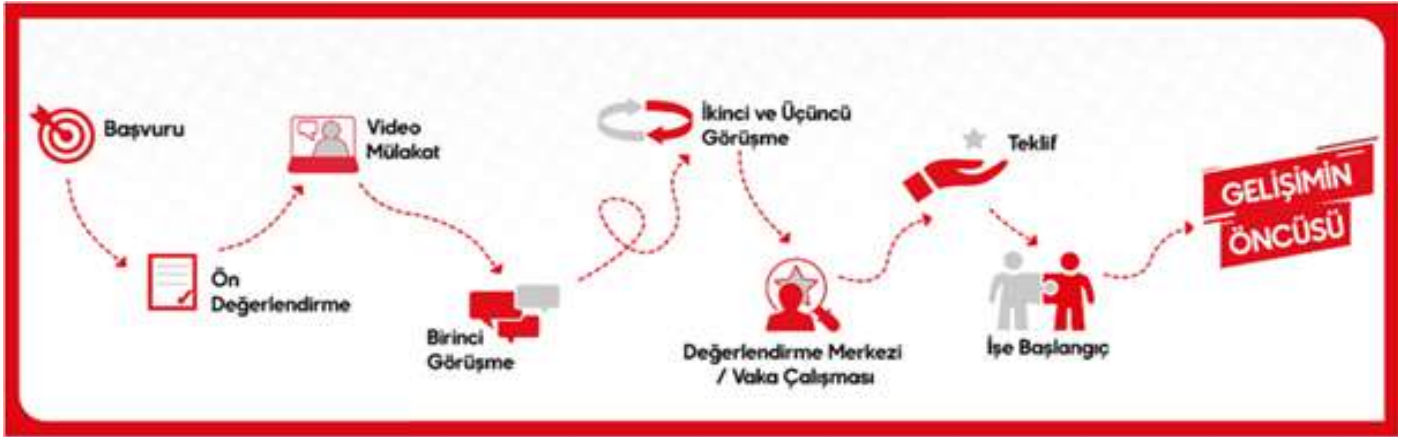 Başvuru
Ön
Değerlendirme
Video
Mülakat
Birinci
Görüşme
İkinci ve Üçüncü
Görüşme
Değerlendirme Merkezi
/ Vaka Çalışması
Teklif
İşe Başlangıç
GELİŞİMİN
ÖNCÜSÜ